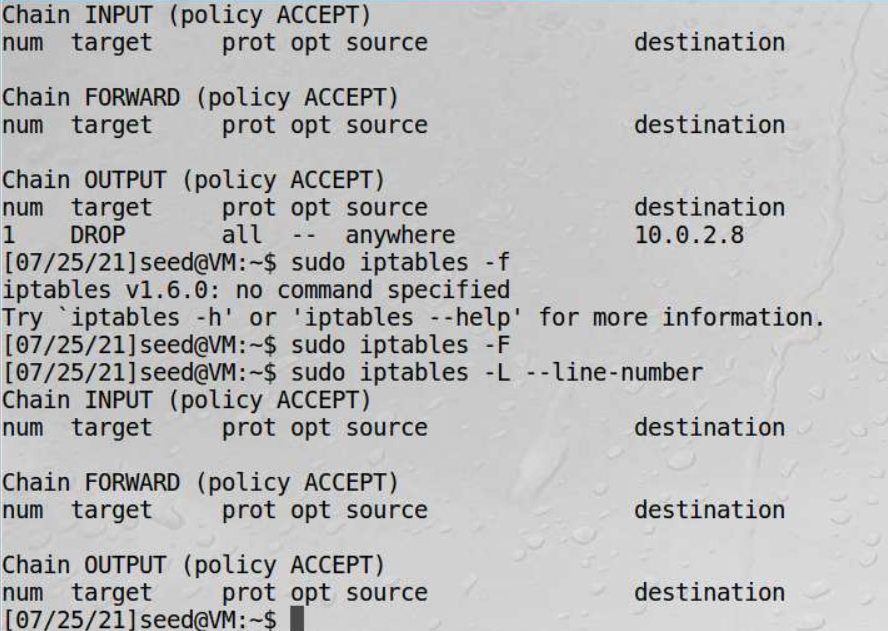 Chain INPUT (policy ACCEPT)
num  target     prot opt source               destination
Chain FORWARD (policy ACCEPT)
num  target     prot opt source               destination
Chain OUTPUT (policy ACCEPT)
num  target     prot opt source               destination
1    DROP       all  --  anywhere             10.0.2.8
[07/25/21]seed@VM:~$ sudo iptables -f
iptables v1.6.0: no command specified
Try `iptables -h' or 'iptables --help' for more information.
[07/25/21]seed@VM:~$ sudo iptables -F
[07/25/21]seed@VM:~$ sudo iptables -L --line-number
Chain INPUT (policy ACCEPT)
num  target     prot opt source               destination
Chain FORWARD (policy ACCEPT)
num  target     prot opt source               destination
Chain OUTPUT (policy ACCEPT)
num  target     prot opt source               destination
[07/25/21]seed@VM:~$